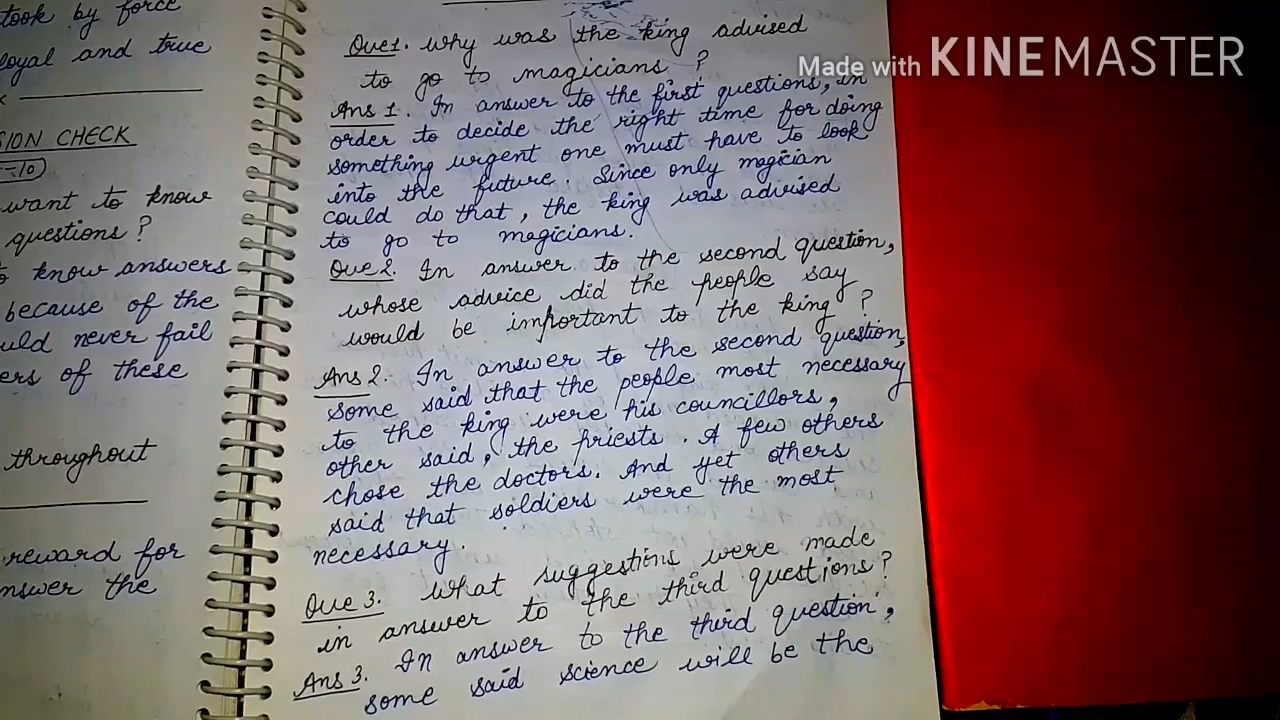 took by force
loyal and true
SION CHECK
-10
want to know
questions?
to know answers
because of the
uld never fail
ers of these
throughout
reward for
nswer the
Que1. why was the king advised
to go to magicians?
Ans 1. In answer to the first questions, in
order to decide the right time for doing
something urgent one must have to look
into the future. Since only magician
could do that, the king was advised
to go to magicians.
Que2. In answer to the second question,
whose advice did the people say
would be important to the king?
Ans 2. In answer to the second question,
some said that the people most necessary
to the king were his councillors,
other said, the priests. A few others
chose the doctors. And yet others
said that soldiers were the most
necessary.
Que 3. What suggestions were made
in answer to the third questions?
Ans 3. In answer to the third question,
some said science will be the
Made with KINEMASTER